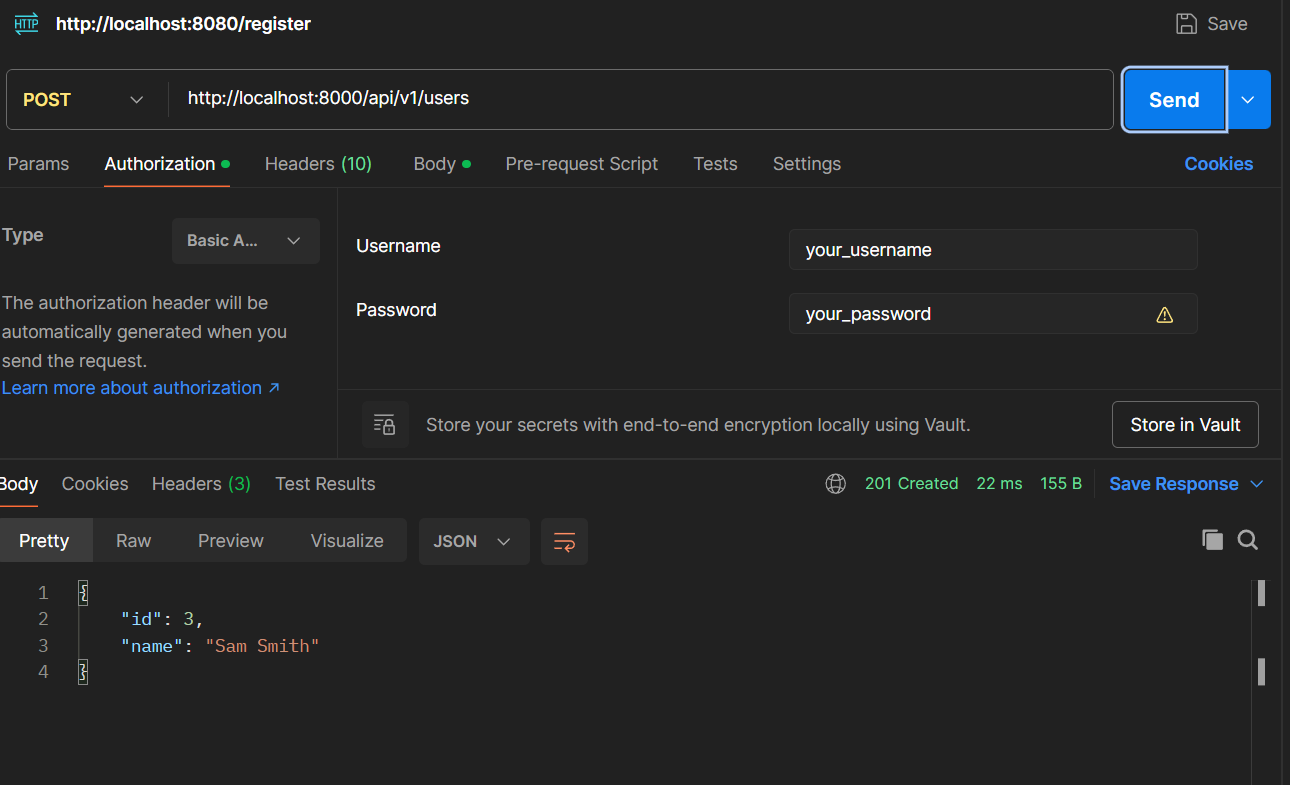 HTTP http://localhost:8080/register Save
POST http://localhost:8000/api/v1/users Send
Params Authorization Headers (10) Body Pre-request Script Tests Settings Cookies
Type Basic A...
The authorization header will be
automatically generated when you
send the request.
Learn more about authorization ↗
Username your_username
Password your_password
Store your secrets with end-to-end encryption locally using Vault. Store in Vault
Body Cookies Headers (3) Test Results 201 Created 22 ms 155 B Save Response
Pretty Raw Preview Visualize JSON
1 {
2 "id": 3,
3 "name": "Sam Smith"
4 }